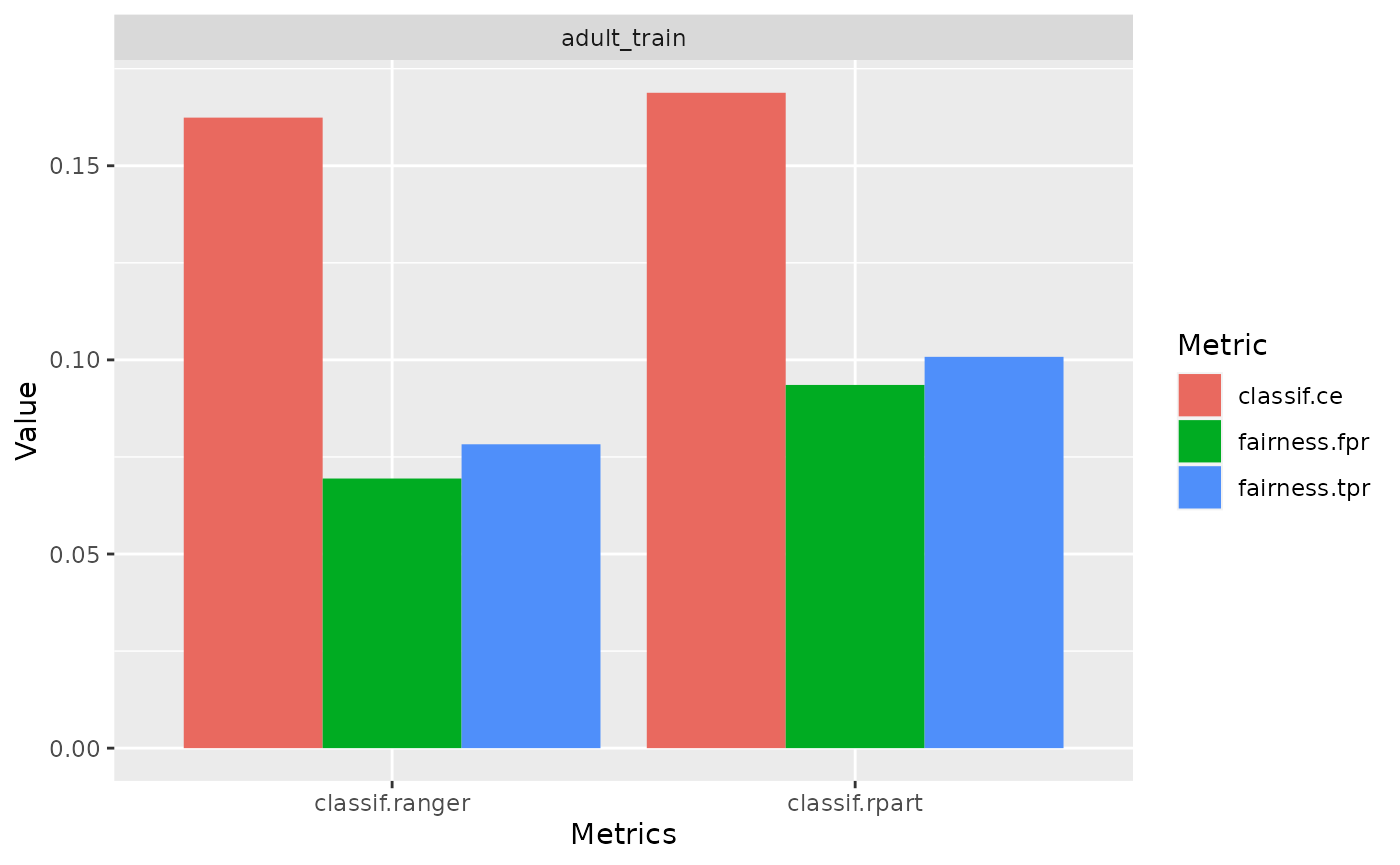 adult_train
Value
0.15
0.10
0.05
0.00
classif.ranger
classif.rpart
Metrics
Metric
classif.ce
fairness.fpr
fairness.tpr